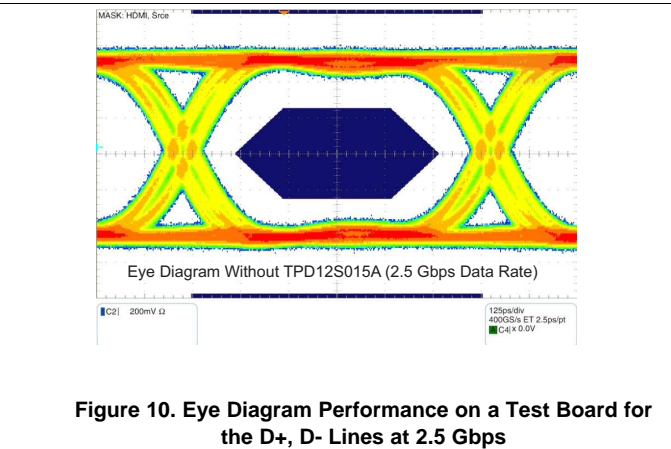 MASK: HDMI, Srce
Eye Diagram Without TPD12S015A (2.5 Gbps Data Rate)
C2| 200mV Ω
125ps/div
400GS/s ET 2.5ps/pt
A C4| x 0.0V
Figure 10. Eye Diagram Performance on a Test Board for
the D+, D- Lines at 2.5 Gbps